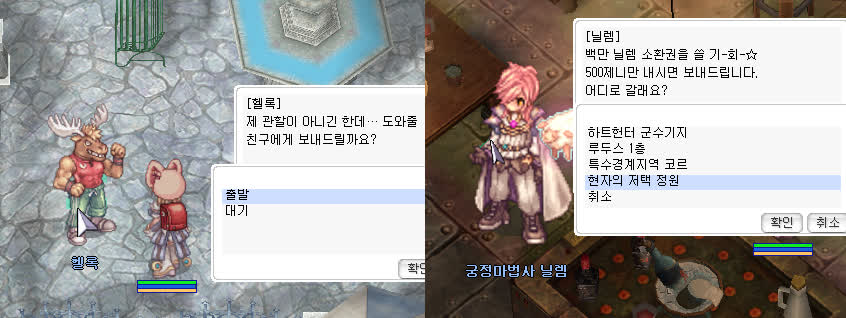 [헬록]
제 관할이 아니긴 한데… 도와줄
친구에게 보내드릴까요?
출발
대기
확인
헬록
[닐렘]
백만 닐렘 소환권을 쓸 기-회-☆
500제니만 내시면 보내드립니다.
어디로 갈래요?
하트헌터 군수기지
루두스 1층
특수경계지역 코르
현자의 저택 정원
취소
확인
취소
궁정마법사 닐렘